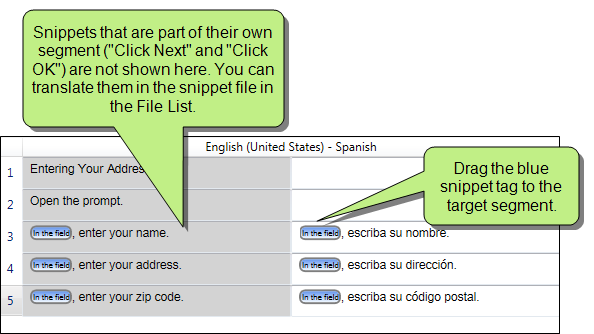 Snippets that are part of their own
segment ("Click Next" and "Click
OK") are not shown here. You can
translate them in the snippet file in
the File List.
English (United States) - Spanish
Drag the blue
snippet tag to the
target segment.
1 Entering Your Addres
2 Open the prompt.
3 In the field, enter your name. In the field, escriba su nombre.
4 In the field, enter your address. In the field, escriba su dirección.
5 In the field, enter your zip code. In the field, escriba su código postal.